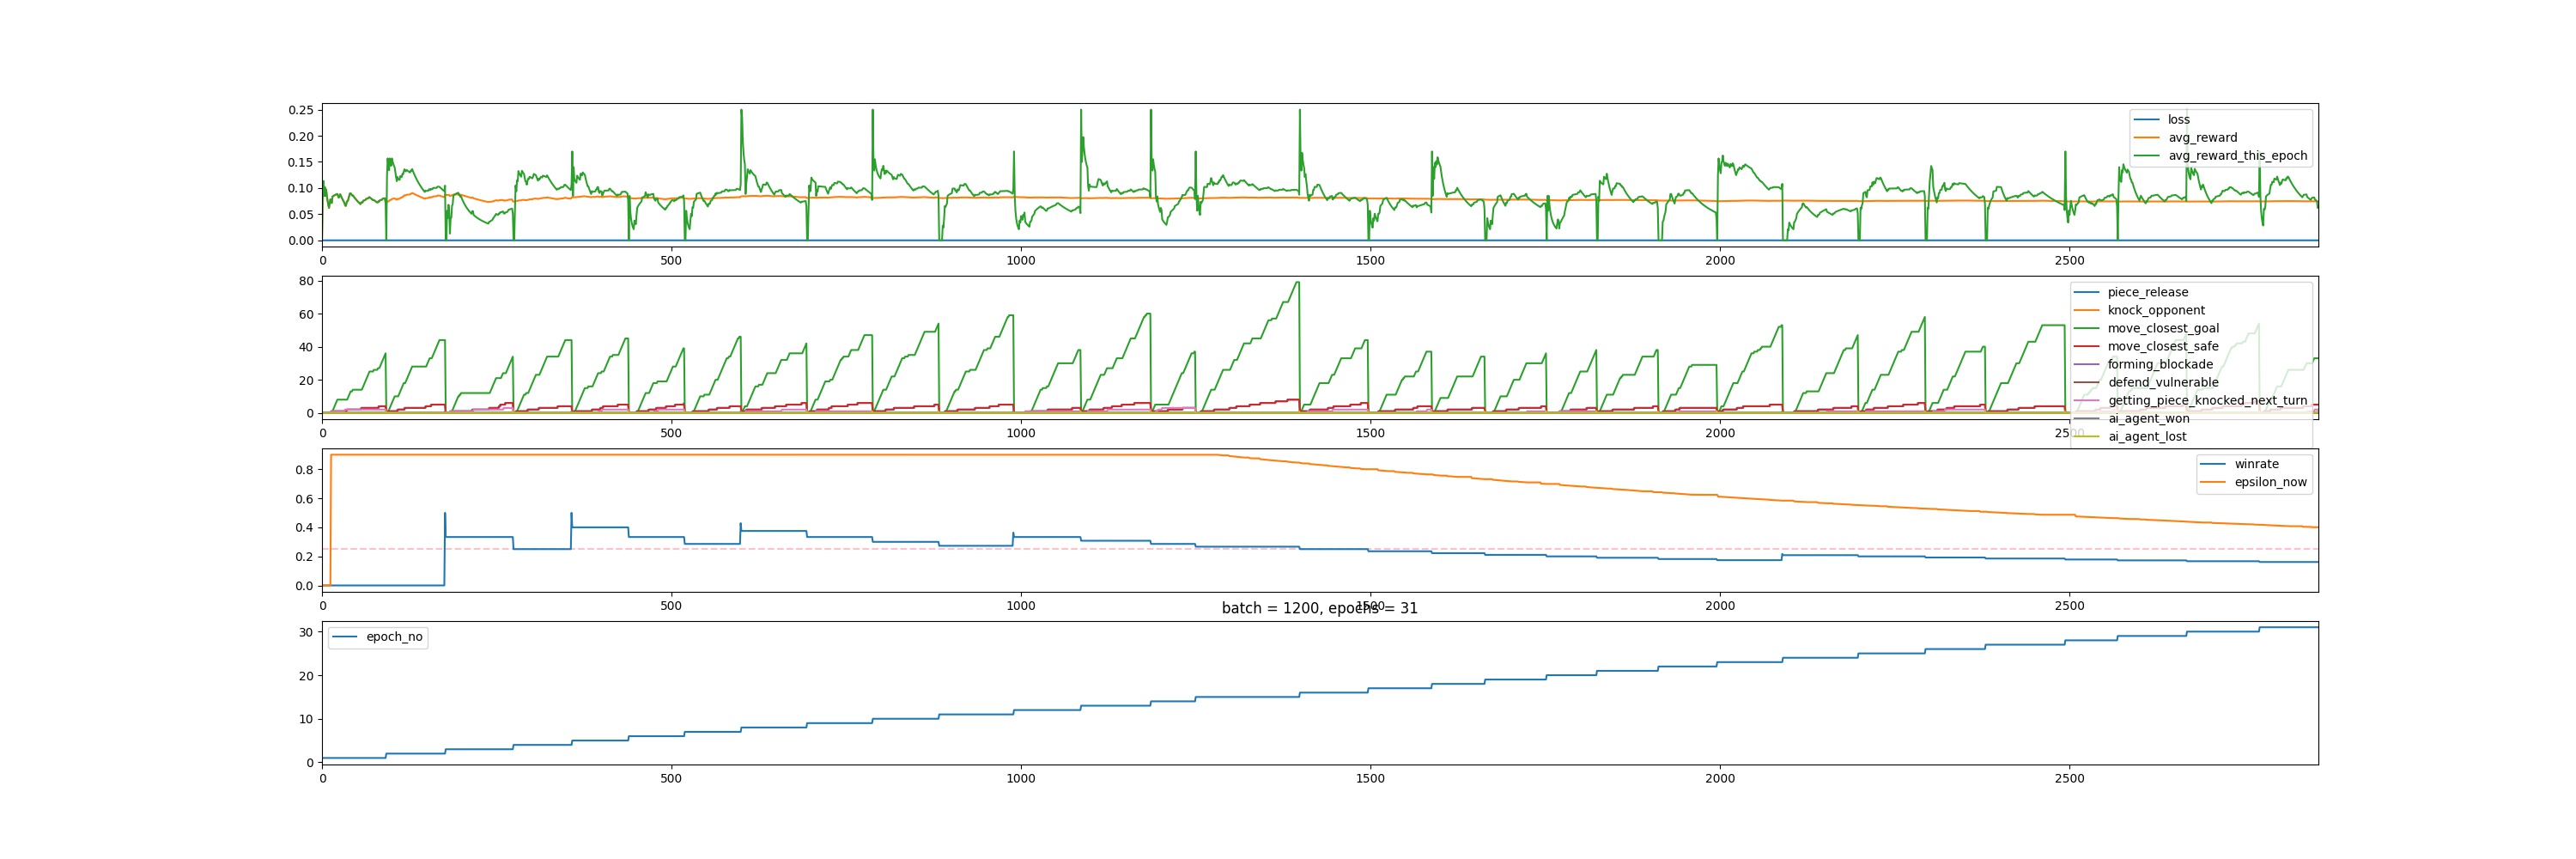 0.25
0.20
0.15
0.10
0.05
0.00
loss
avg_reward
avg_reward_this_epoch
0 500 1000 1500 2000 2500
80
60
40
20
0
piece_release
knock_opponent
move_closest_goal
move_closest_safe
forming_blockade
defend_vulnerable
getting_piece_knocked_next_turn
ai_agent_won
ai_agent_lost
0 500 1000 1500 2000 2500
0.8
0.6
0.4
0.2
0.0
winrate
epsilon_now
0 500 1000 1500 2000 2500
batch = 1200, epochs = 31
30
20
10
0
epoch_no
0 500 1000 1500 2000 2500